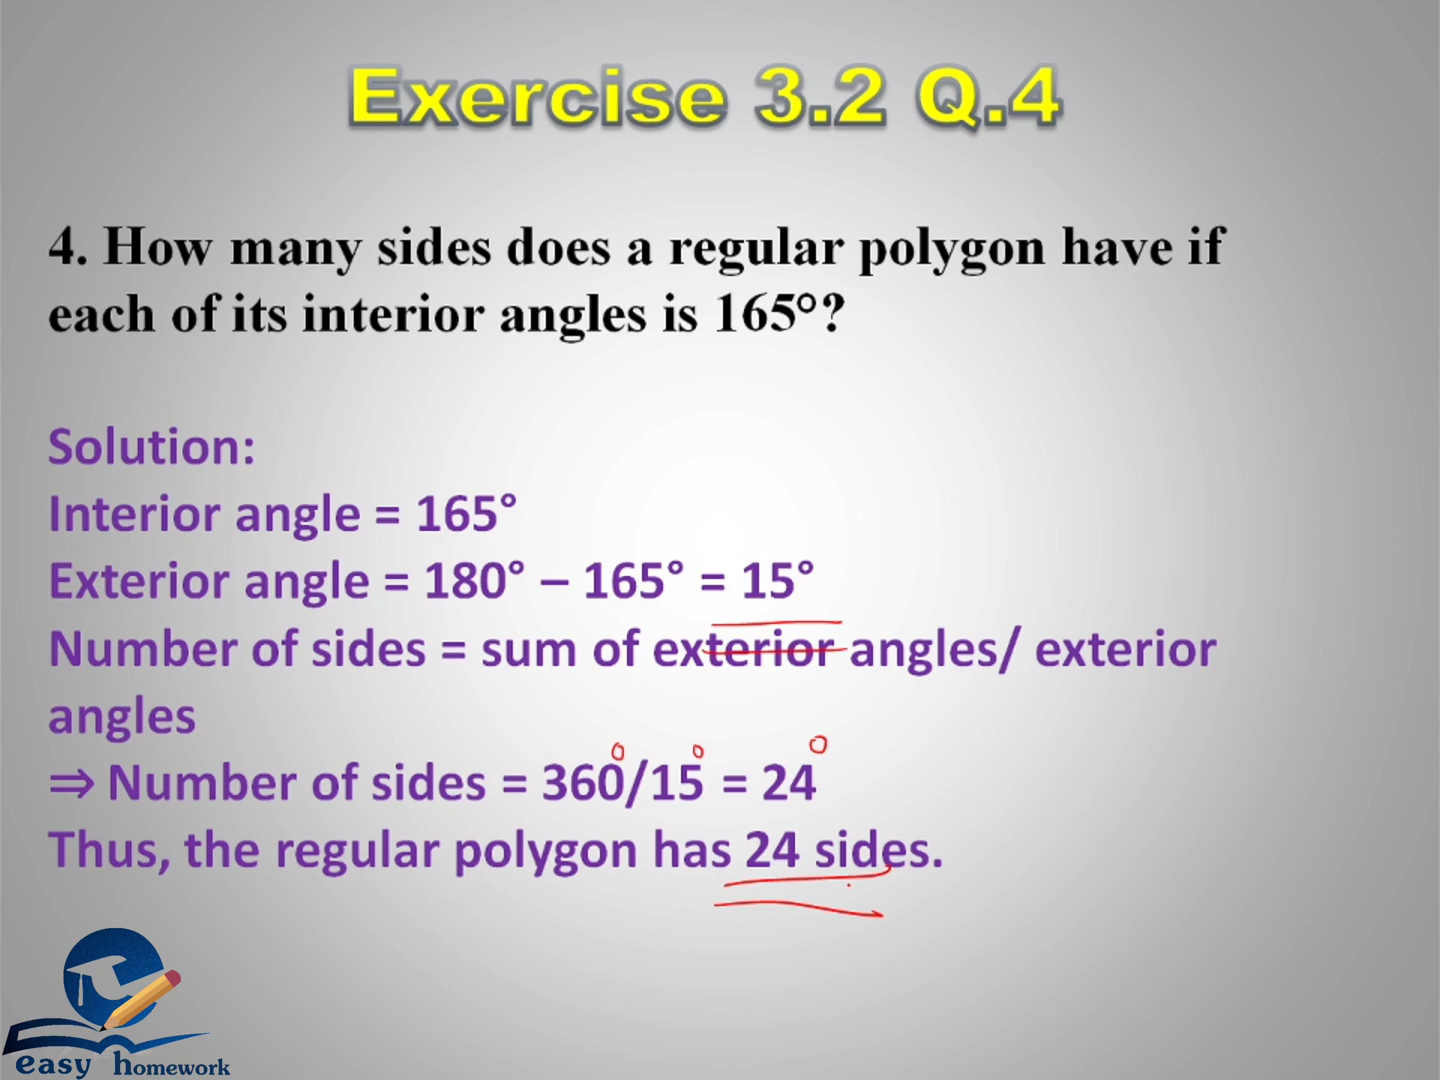 Exercise 3.2 Q.4
4. How many sides does a regular polygon have if
each of its interior angles is 165°?
Solution:
Interior angle = 165°
Exterior angle = 180° – 165° = 15°
Number of sides = sum of exterior angles/ exterior
angles
⇒ Number of sides = 360°/15° = 24°
Thus, the regular polygon has 24 sides.
easy homework